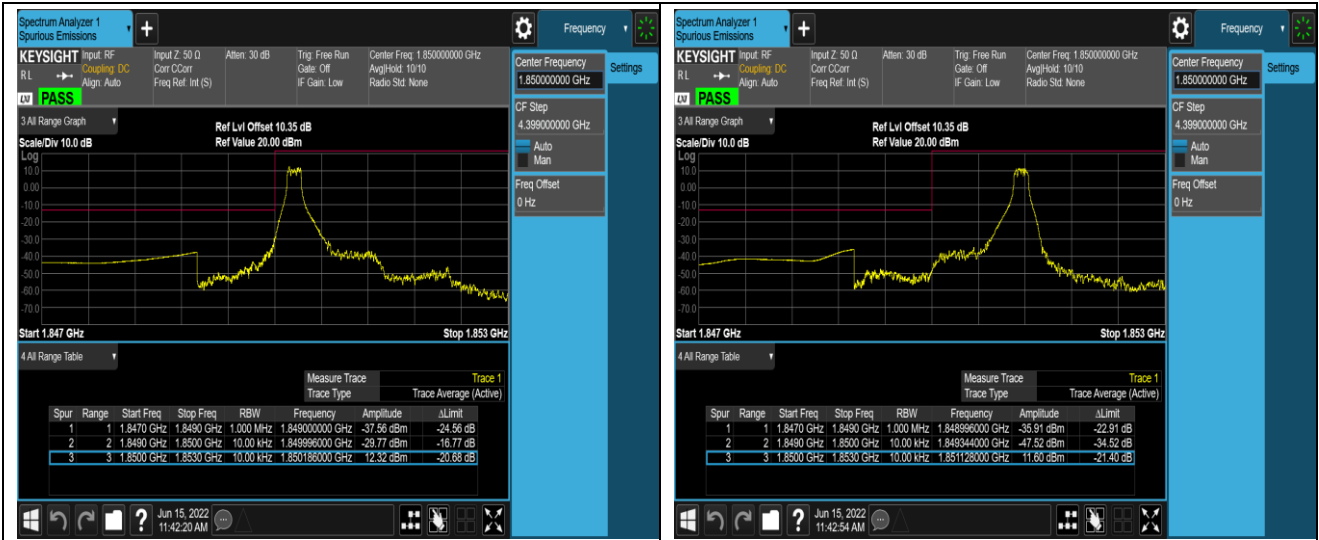 Spectrum Analyzer 1
Spurious Emissions
+
Frequency
KEYSIGHT Input: RF Input Z: 50 Ω Atten: 30 dB Trig: Free Run Center Freq: 1.850000000 GHz
RL Coupling: DC Corr CCorr Gate: Off Avg|Hold: 10/10
Align: Auto Freq Ref: Int (S) IF Gain: Low Radio Std: None
LXI PASS
Center Frequency
1.850000000 GHz
Settings
CF Step
4.399000000 GHz
Auto
Man
Freq Offset
0 Hz
3 All Range Graph
Ref Lvl Offset 10.35 dB
Scale/Div 10.0 dB Ref Value 20.00 dBm
Log
10.0
0.00
-10.0
-20.0
-30.0
-40.0
-50.0
-60.0
-70.0
Start 1.847 GHz Stop 1.853 GHz
4 All Range Table
Measure Trace Trace 1
Trace Type Trace Average (Active)
Spur Range Start Freq Stop Freq RBW Frequency Amplitude ΔLimit
1 1 1.8470 GHz 1.8490 GHz 1.000 MHz 1.849000000 GHz -37.56 dBm -24.56 dB
2 2 1.8490 GHz 1.8500 GHz 10.00 kHz 1.849996000 GHz -29.77 dBm -16.77 dB
3 3 1.8500 GHz 1.8530 GHz 10.00 kHz 1.850186000 GHz 12.32 dBm -20.68 dB
?
Jun 15, 2022
11:42:20 AM
Spectrum Analyzer 1
Spurious Emissions
+
Frequency
KEYSIGHT Input: RF Input Z: 50 Ω Atten: 30 dB Trig: Free Run Center Freq: 1.850000000 GHz
RL Coupling: DC Corr CCorr Gate: Off Avg|Hold: 10/10
Align: Auto Freq Ref: Int (S) IF Gain: Low Radio Std: None
LXI PASS
Center Frequency
1.850000000 GHz
Settings
CF Step
4.399000000 GHz
Auto
Man
Freq Offset
0 Hz
3 All Range Graph
Ref Lvl Offset 10.35 dB
Scale/Div 10.0 dB Ref Value 20.00 dBm
Log
10.0
0.00
-10.0
-20.0
-30.0
-40.0
-50.0
-60.0
-70.0
Start 1.847 GHz Stop 1.853 GHz
4 All Range Table
Measure Trace Trace 1
Trace Type Trace Average (Active)
Spur Range Start Freq Stop Freq RBW Frequency Amplitude ΔLimit
1 1 1.8470 GHz 1.8490 GHz 1.000 MHz 1.848996000 GHz -35.91 dBm -22.91 dB
2 2 1.8490 GHz 1.8500 GHz 10.00 kHz 1.849344000 GHz -47.52 dBm -34.52 dB
3 3 1.8500 GHz 1.8530 GHz 10.00 kHz 1.851128000 GHz 11.60 dBm -21.40 dB
?
Jun 15, 2022
11:42:54 AM